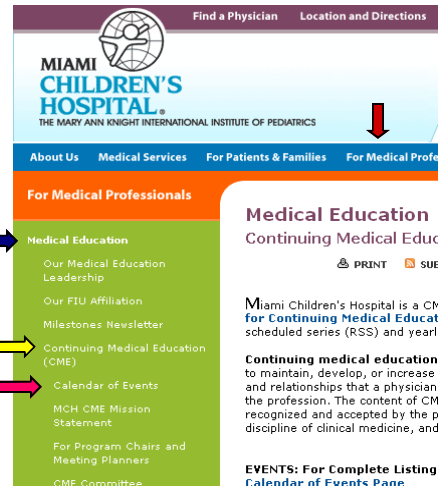 Find a Physician Location and Directions
MIAMI
CHILDREN'S
HOSPITAL®
THE MARY ANN KNIGHT INTERNATIONAL INSTITUTE OF PEDIATRICS
About Us Medical Services For Patients & Families For Medical Profe
For Medical Professionals
Medical Education
Our Medical Education
Leadership
Our FIU Affiliation
Milestones Newsletter
Continuing Medical Education
(CME)
Calendar of Events
MCH CME Mission
Statement
For Program Chairs and
Meeting Planners
CME Committee
Medical Education
Continuing Medical Educ
PRINT SUB
Miami Children's Hospital is a CM
for Continuing Medical Educat
scheduled series (RSS) and yearl
Continuing medical education
to maintain, develop, or increase
and relationships that a physician
the profession. The content of CM
recognized and accepted by the p
discipline of clinical medicine, and
EVENTS: For Complete Listing
Calendar of Events Page